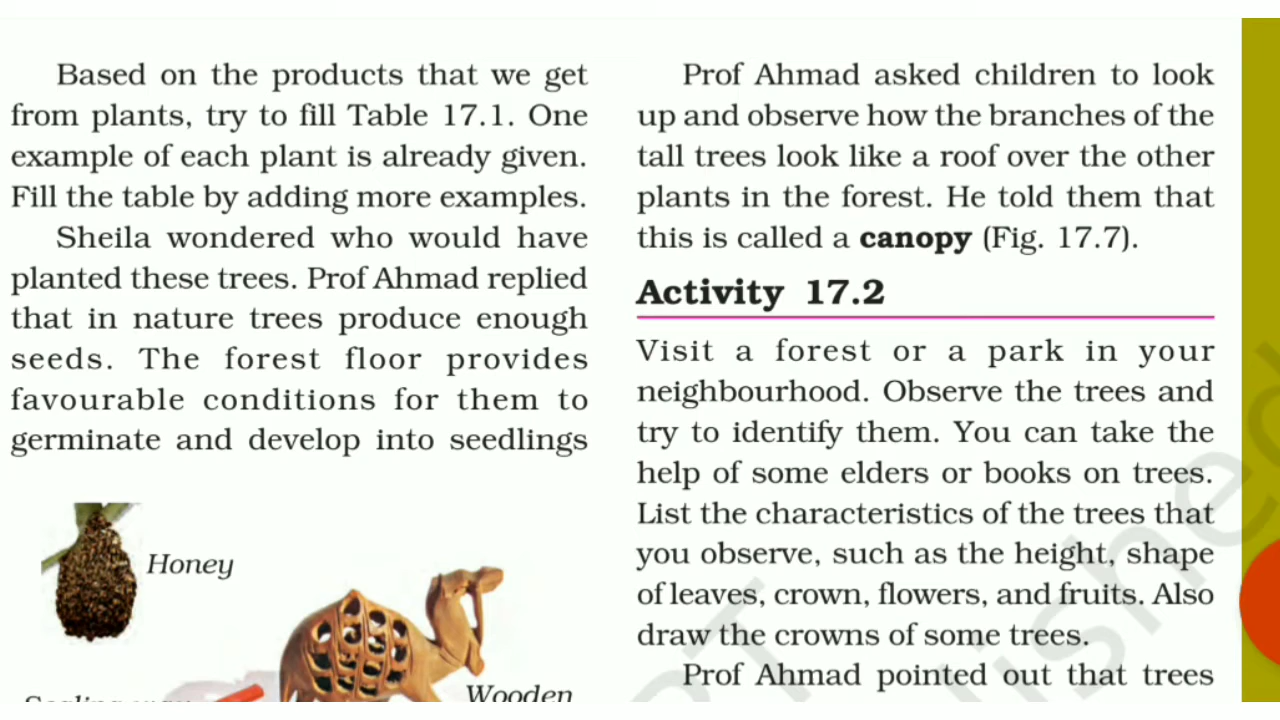 Based on the products that we get
from plants, try to fill Table 17.1. One
example of each plant is already given.
Fill the table by adding more examples.
Sheila wondered who would have
planted these trees. Prof Ahmad replied
that in nature trees produce enough
seeds. The forest floor provides
favourable conditions for them to
germinate and develop into seedlings
Honey
Wooden
Prof Ahmad asked children to look
up and observe how the branches of the
tall trees look like a roof over the other
plants in the forest. He told them that
this is called a canopy (Fig. 17.7).
Activity 17.2
Visit a forest or a park in your
neighbourhood. Observe the trees and
try to identify them. You can take the
help of some elders or books on trees.
List the characteristics of the trees that
you observe, such as the height, shape
of leaves, crown, flowers, and fruits. Also
draw the crowns of some trees.
Prof Ahmad pointed out that trees